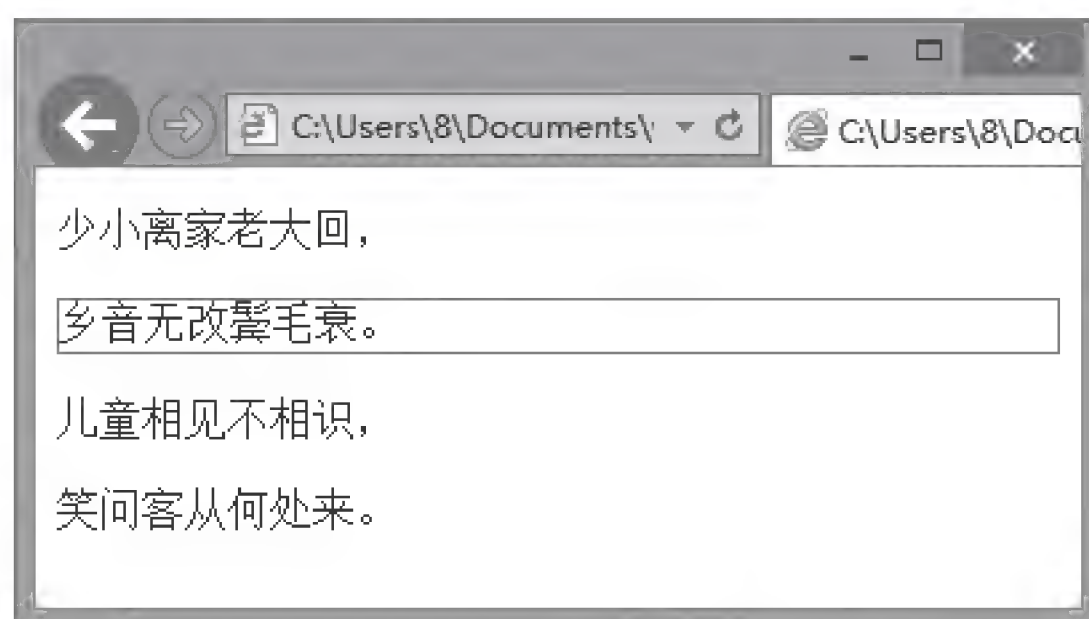 C:\Users\8\Documents\
C:\Users\8\Docu
少小离家老大回，
乡音无改鬓毛衰。
儿童相见不相识，
笑问客从何处来。